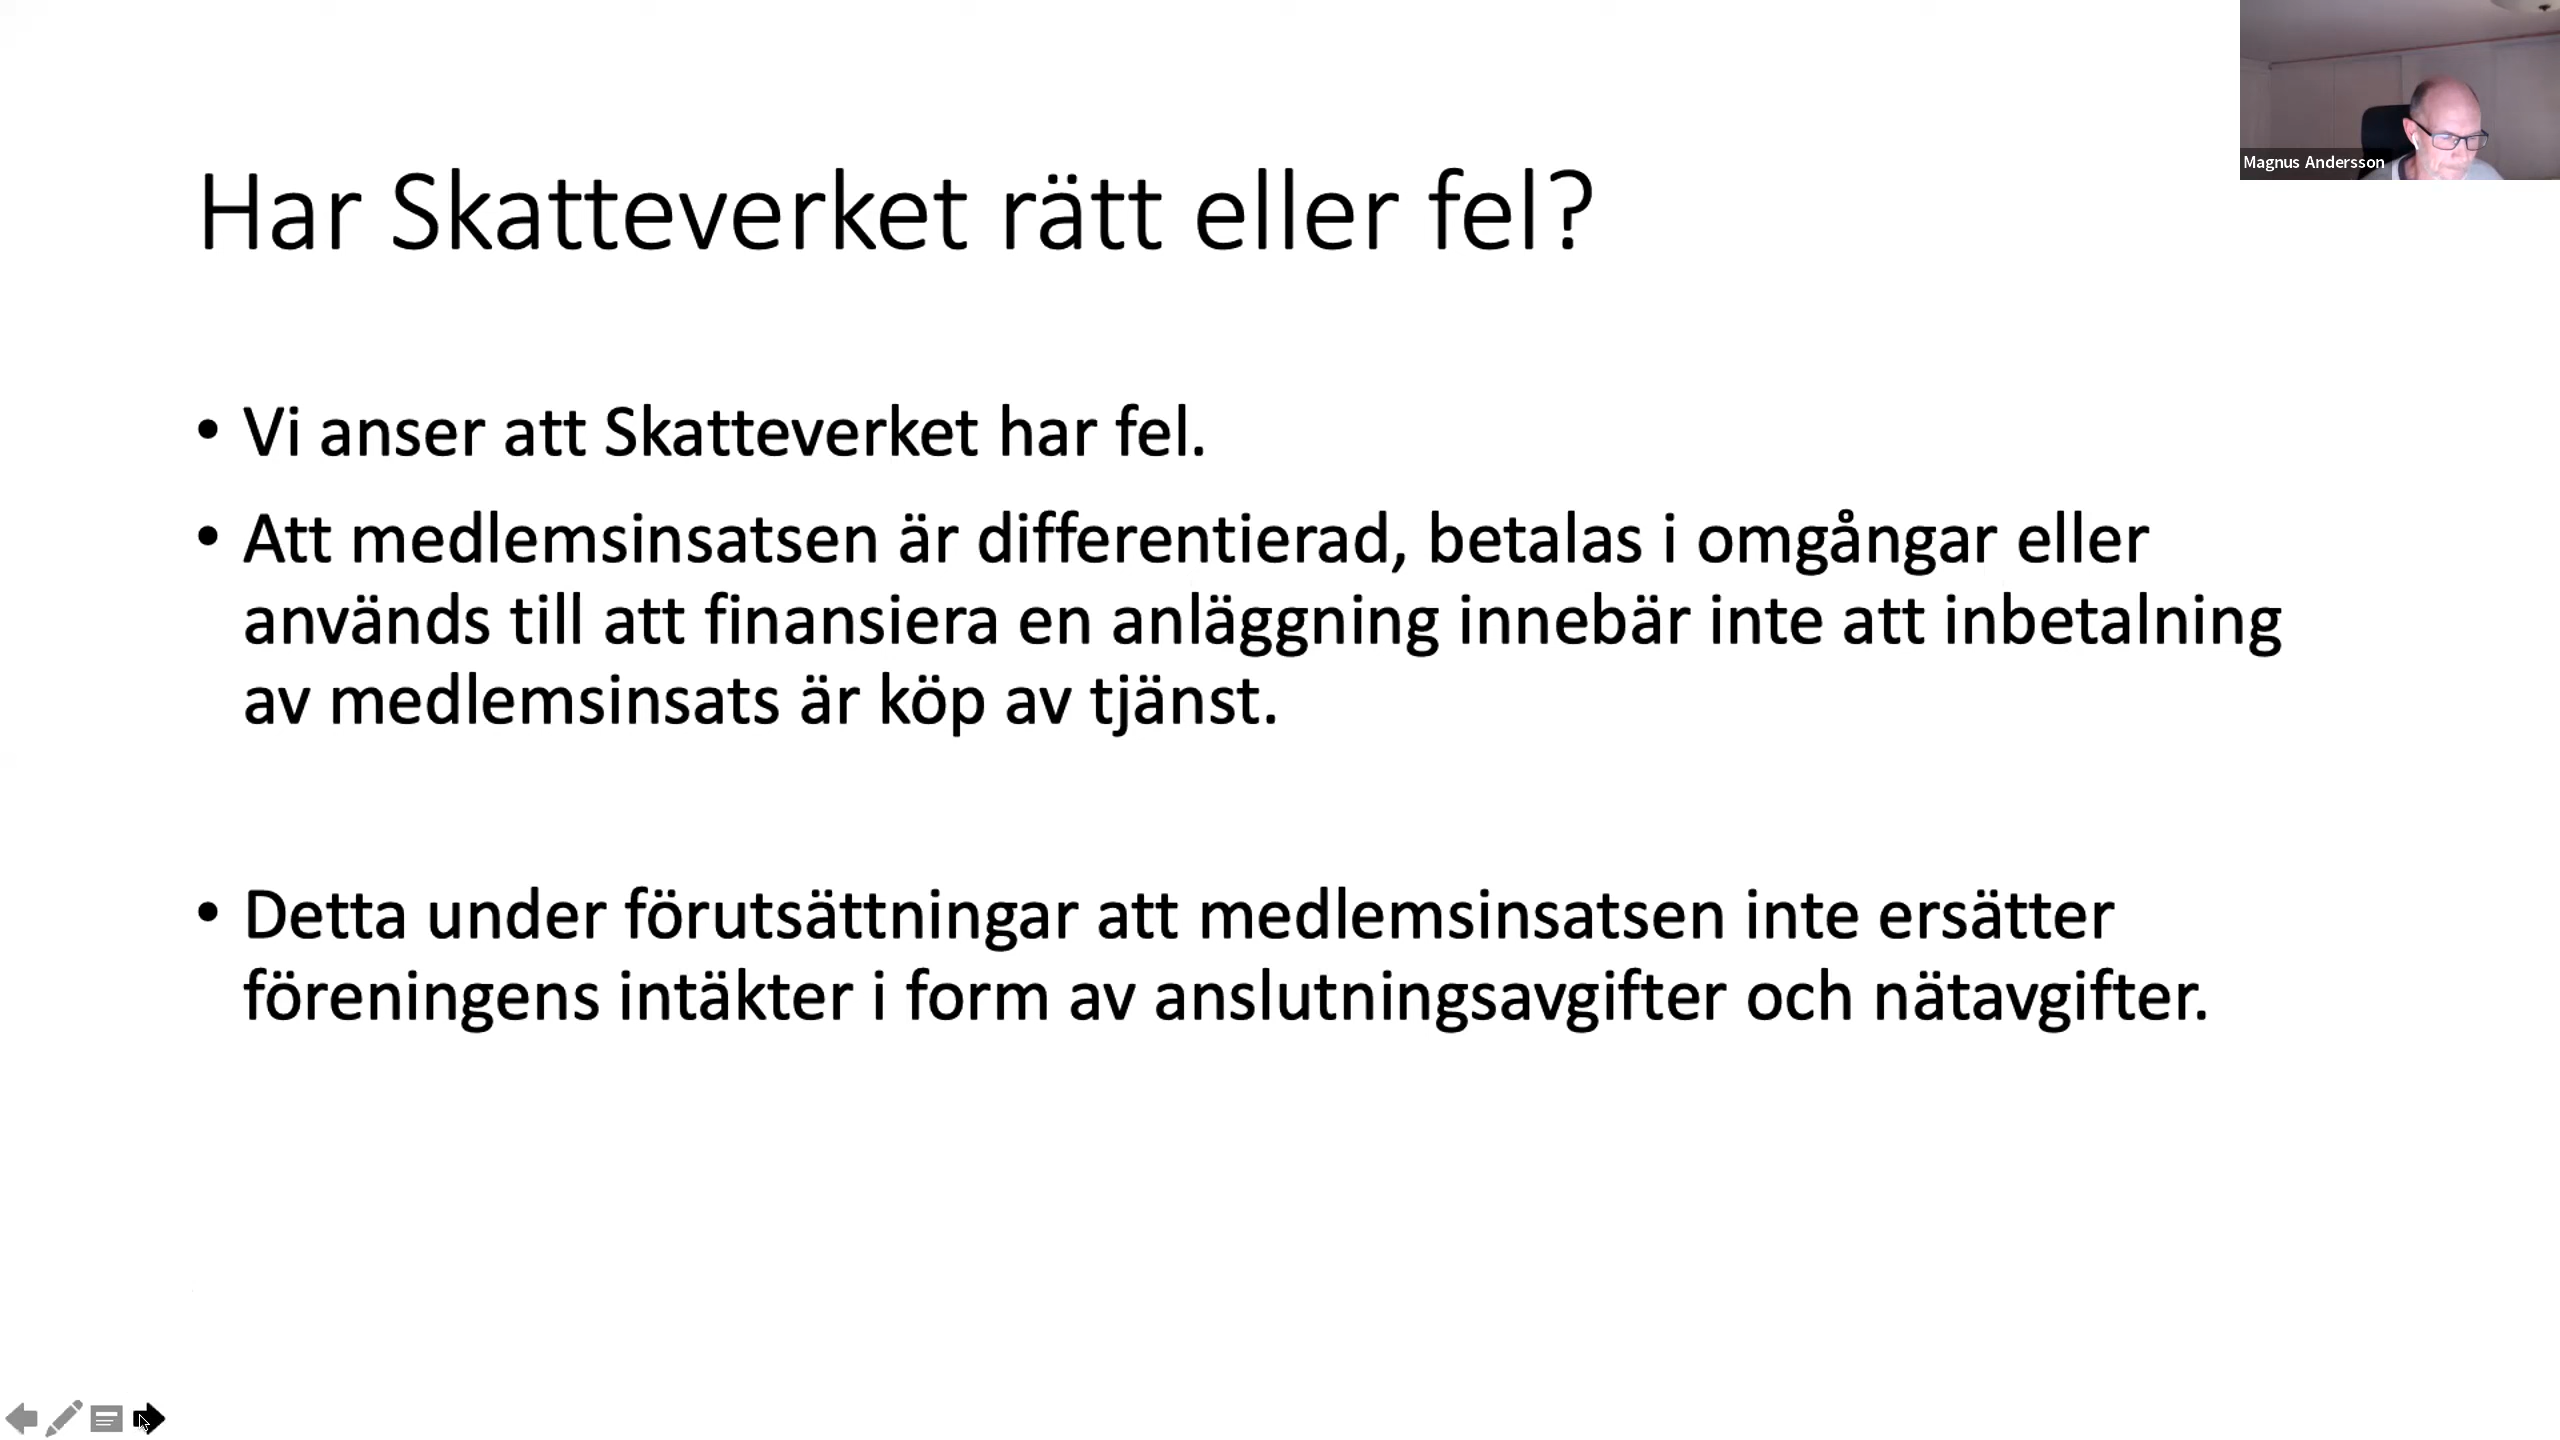 Magnus Andersson
Har Skatteverket rätt eller fel?
• Vi anser att Skatteverket har fel.
• Att medlemsinsatsen är differentierad, betalas i omgångar eller
används till att finansiera en anläggning innebär inte att inbetalning
av medlemsinsats är köp av tjänst.
• Detta under förutsättningar att medlemsinsatsen inte ersätter
föreningens intäkter i form av anslutningsavgifter och nätavgifter.